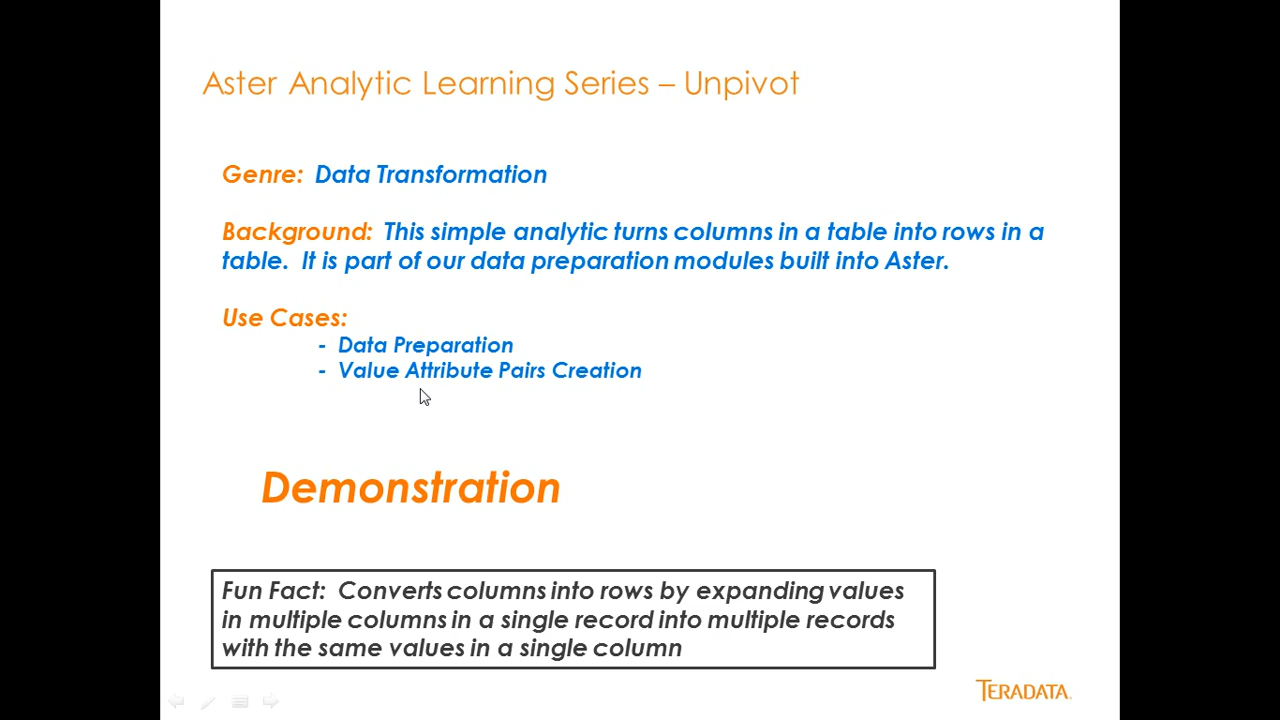 Aster Analytic Learning Series – Unpivot
Genre: Data Transformation
Background: This simple analytic turns columns in a table into rows in a
table. It is part of our data preparation modules built into Aster.
Use Cases:
- Data Preparation
- Value Attribute Pairs Creation
Demonstration
Fun Fact: Converts columns into rows by expanding values
in multiple columns in a single record into multiple records
with the same values in a single column
TERADATA.